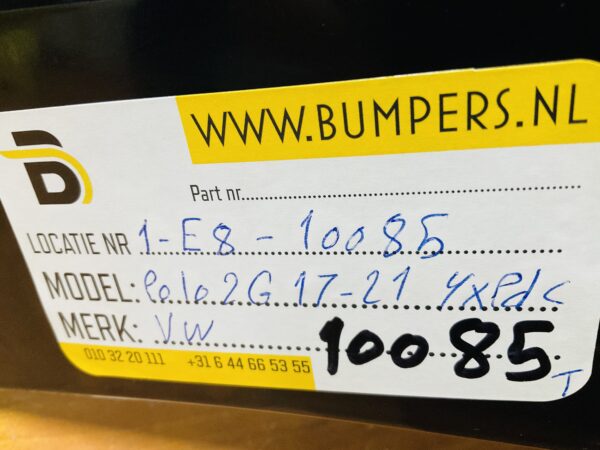 WWW.BUMPERS.NL
B
Part nr.
LOCATIE NR 1-E8-10085
MODEL: Polo 2G 17-21 4xPdc
MERK: VW
10085
T
010 32 20 111 +31 6 44 66 53 55